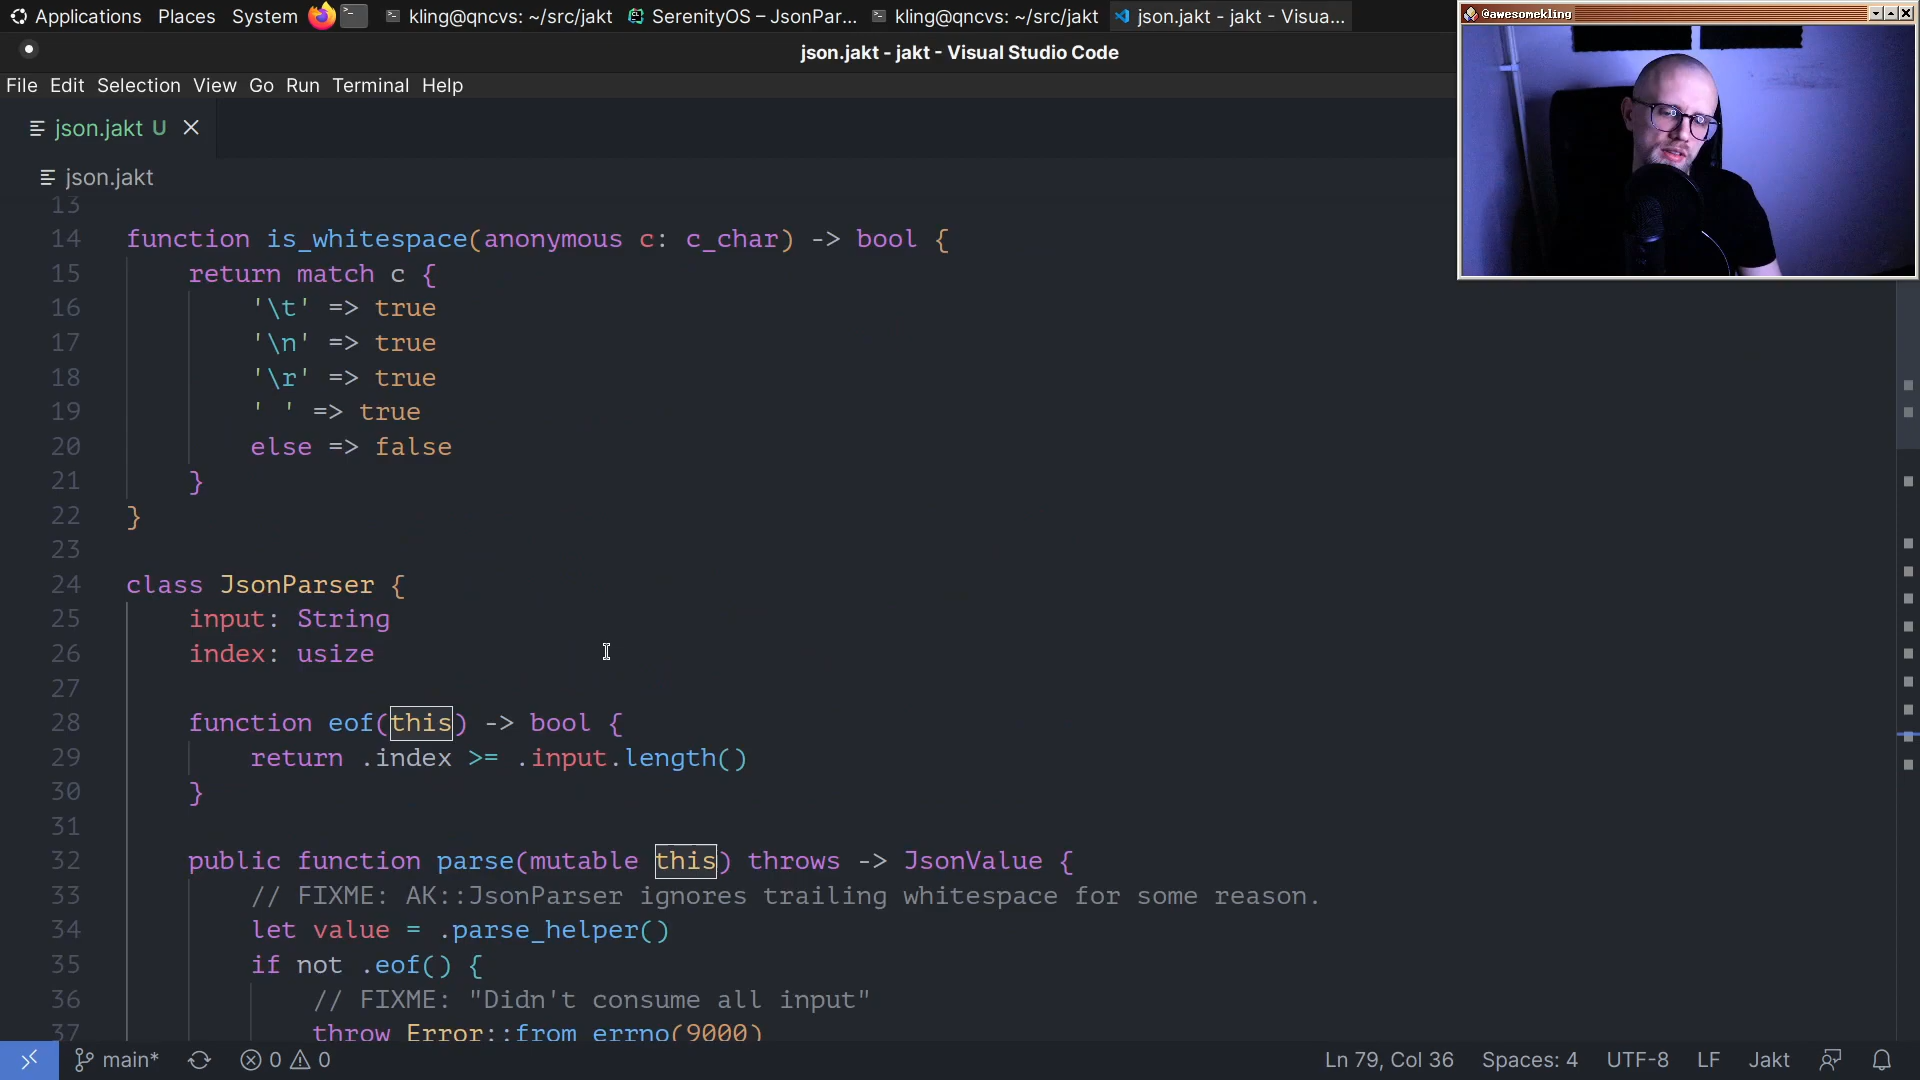 Applications Places System kling@qncvs: ~/src/jakt SerenityOS – JsonPar... kling@qncvs: ~/src/jakt json.jakt - jakt - Visua...
@awesomekling
json.jakt - jakt - Visual Studio Code
File Edit Selection View Go Run Terminal Help
json.jakt U
json.jakt
13
14 function is_whitespace(anonymous c: c_char) -> bool {
15 return match c {
16 '\t' => true
17 '\n' => true
18 '\r' => true
19 ' ' => true
20 else => false
21 }
22 }
23
24 class JsonParser {
25 input: String
26 index: usize
27
28 function eof(this) -> bool {
29 return .index >= .input.length()
30 }
31
32 public function parse(mutable this) throws -> JsonValue {
33 // FIXME: AK::JsonParser ignores trailing whitespace for some reason.
34 let value = .parse_helper()
35 if not .eof() {
36 // FIXME: "Didn't consume all input"
37 throw Error::from_errno(9000)
main* 0 0 Ln 79, Col 36 Spaces: 4 UTF-8 LF Jakt